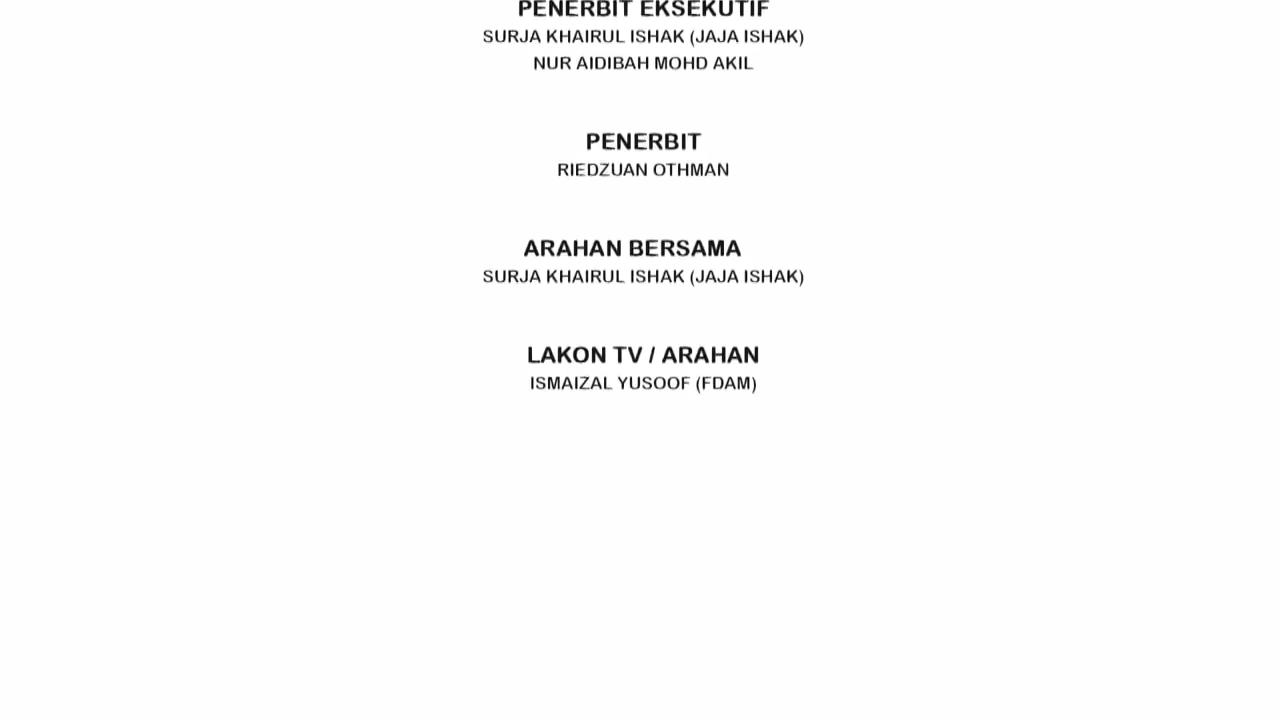 PENERBIT EKSEKUTIF
SURJA KHAIRUL ISHAK (JAJA ISHAK)
NUR AIDIBAH MOHD AKIL
PENERBIT
RIEDZUAN OTHMAN
ARAHAN BERSAMA
SURJA KHAIRUL ISHAK (JAJA ISHAK)
LAKON TV / ARAHAN
ISMAIZAL YUSOOF (FDAM)